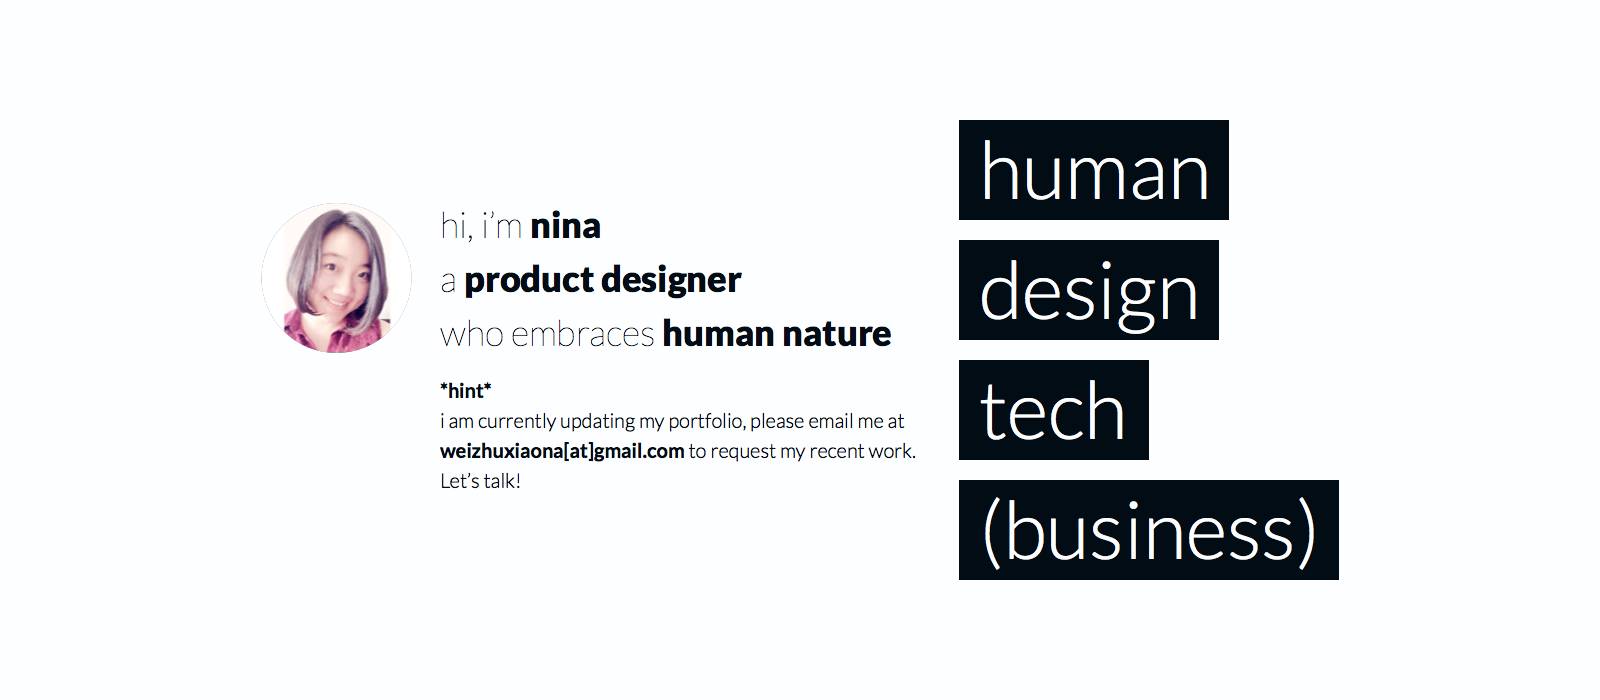 hi, i’m nina
a product designer
who embraces human nature
*hint*
i am currently updating my portfolio, please email me at
weizhuxiaona[at]gmail.com to request my recent work.
Let’s talk!
human
design
tech
(business)